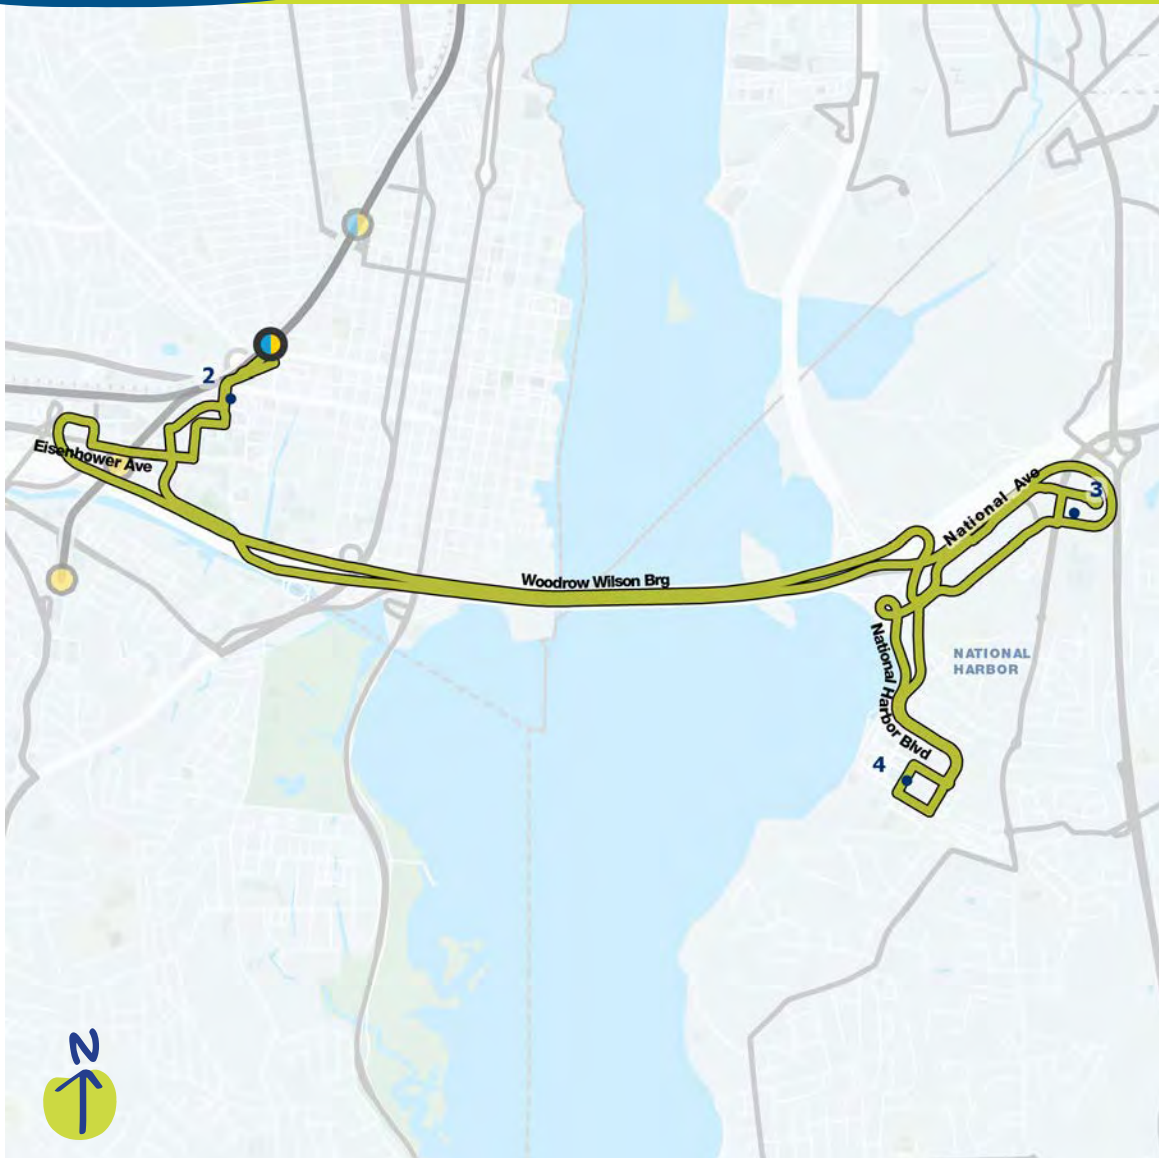 2
Eisenhower Ave
Woodrow Wilson Brg
National Ave
3
National Harbor Blvd
NATIONAL
HARBOR
4
N